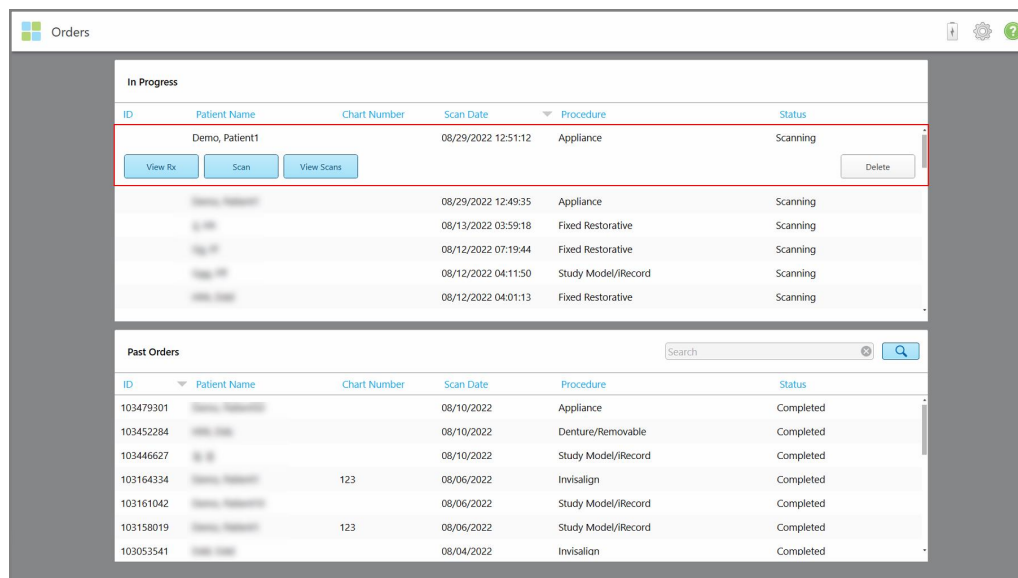 Orders
?
In Progress
ID Patient Name Chart Number Scan Date Procedure Status
Demo, Patient1 08/29/2022 12:51:12 Appliance Scanning
View Rx Scan View Scans Delete
08/29/2022 12:49:35 Appliance Scanning
08/13/2022 03:59:18 Fixed Restorative Scanning
08/12/2022 07:19:44 Fixed Restorative Scanning
08/12/2022 04:11:50 Study Model/iRecord Scanning
08/12/2022 04:01:13 Fixed Restorative Scanning
Past Orders Search
ID Patient Name Chart Number Scan Date Procedure Status
103479301 08/10/2022 Appliance Completed
103452284 08/10/2022 Denture/Removable Completed
103446627 08/10/2022 Study Model/iRecord Completed
103164334 123 08/06/2022 Invisalign Completed
103161042 08/06/2022 Study Model/iRecord Completed
103158019 123 08/06/2022 Study Model/iRecord Completed
103053541 08/04/2022 Invisalign Completed